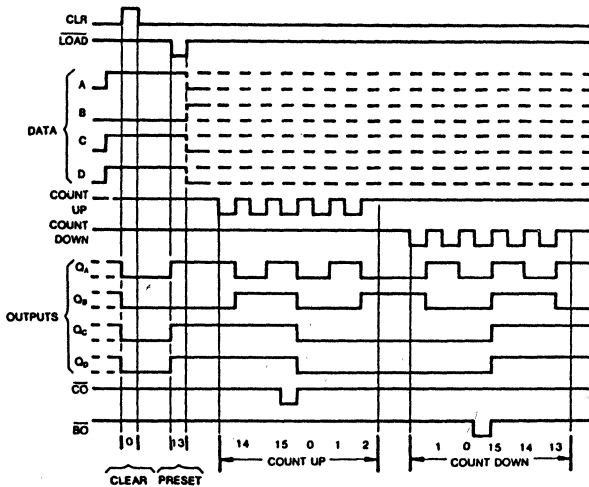 CLR
LOAD
A
B
DATA
C
D
COUNT UP
COUNT DOWN
QA
QB
OUTPUTS
QC
QD
CO
BO
0 13 14 15 0 1 2 1 0 15 14 13
COUNT UP COUNT DOWN
CLEAR PRESET